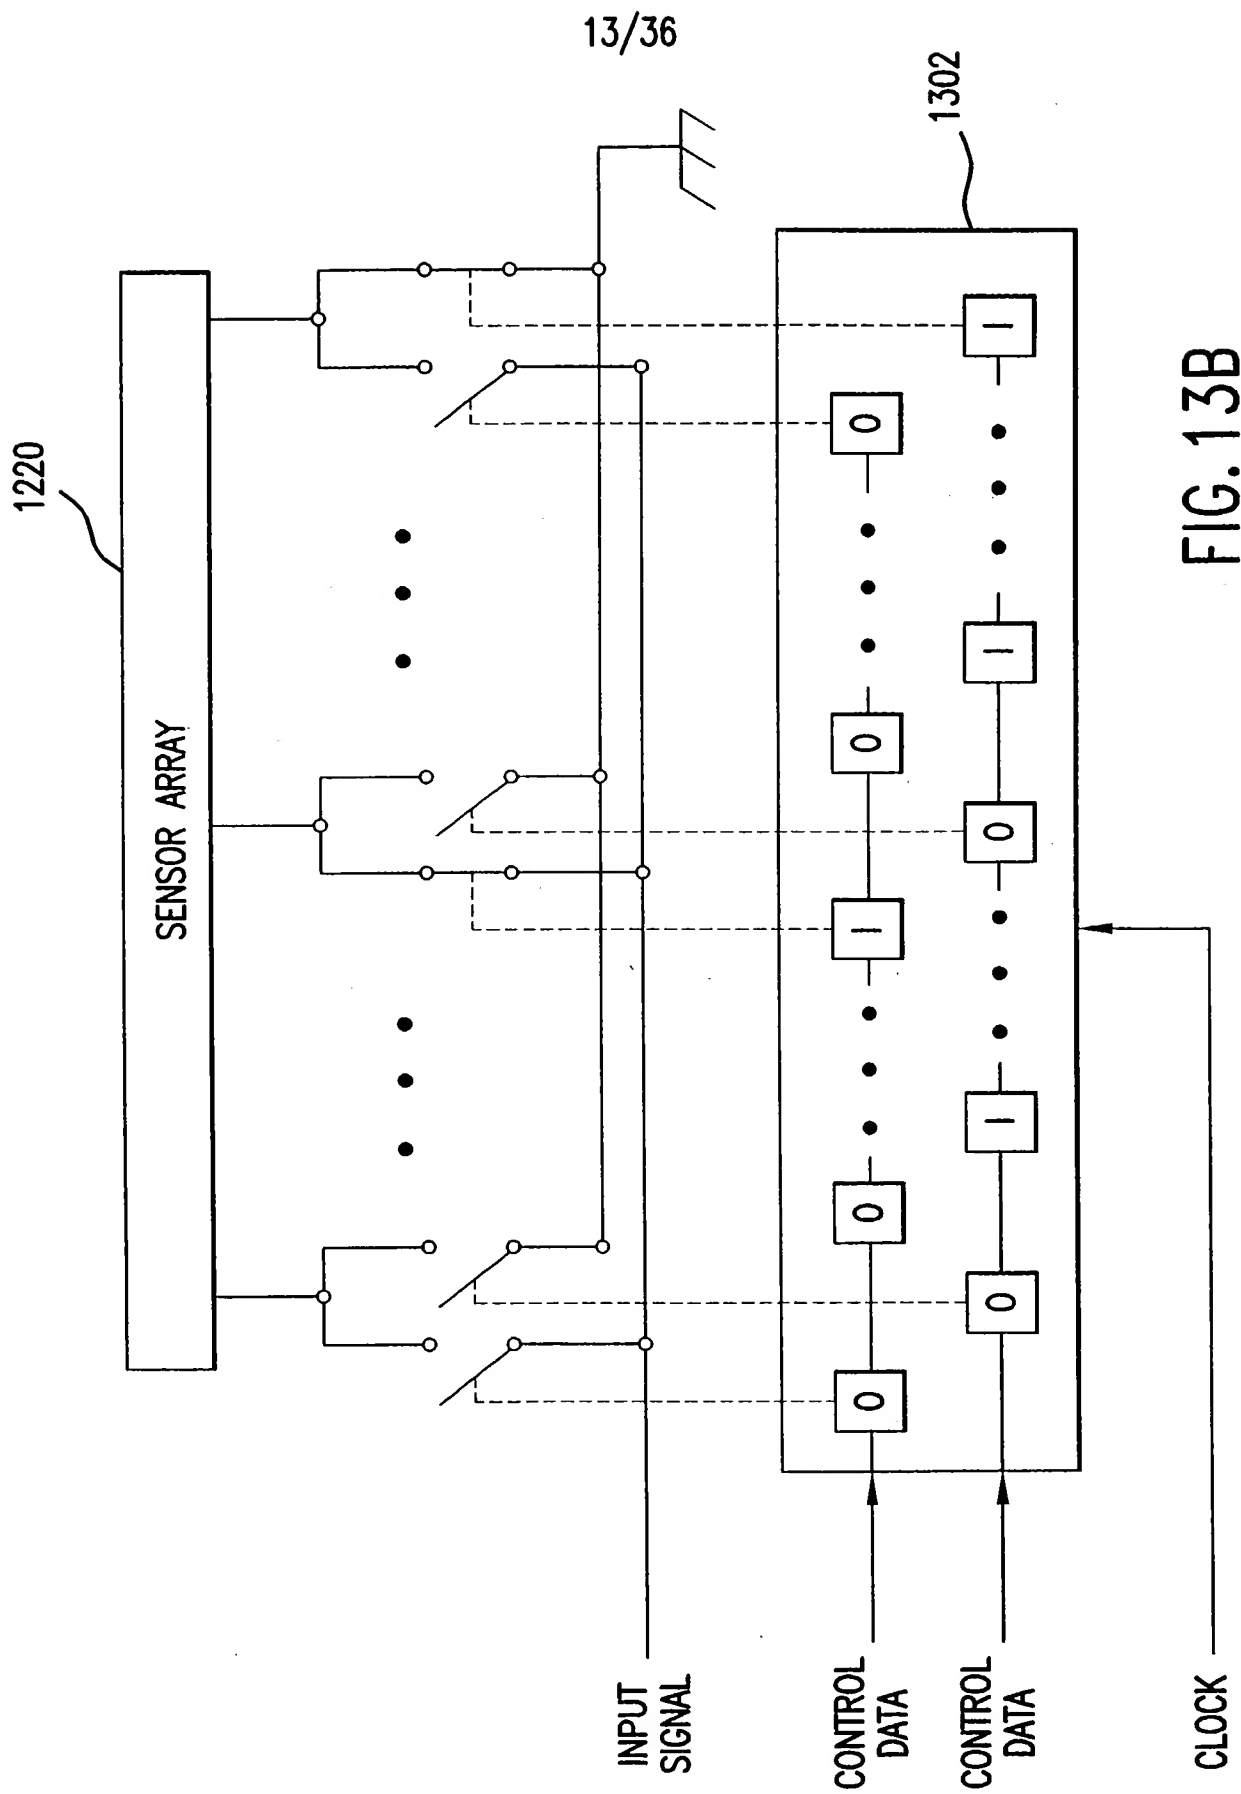 13/36
1220
SENSOR ARRAY
INPUT
SIGNAL
1302
CONTROL
DATA
0
0
1
0
0
CONTROL
DATA
0
1
0
1
1
CLOCK
FIG. 13B